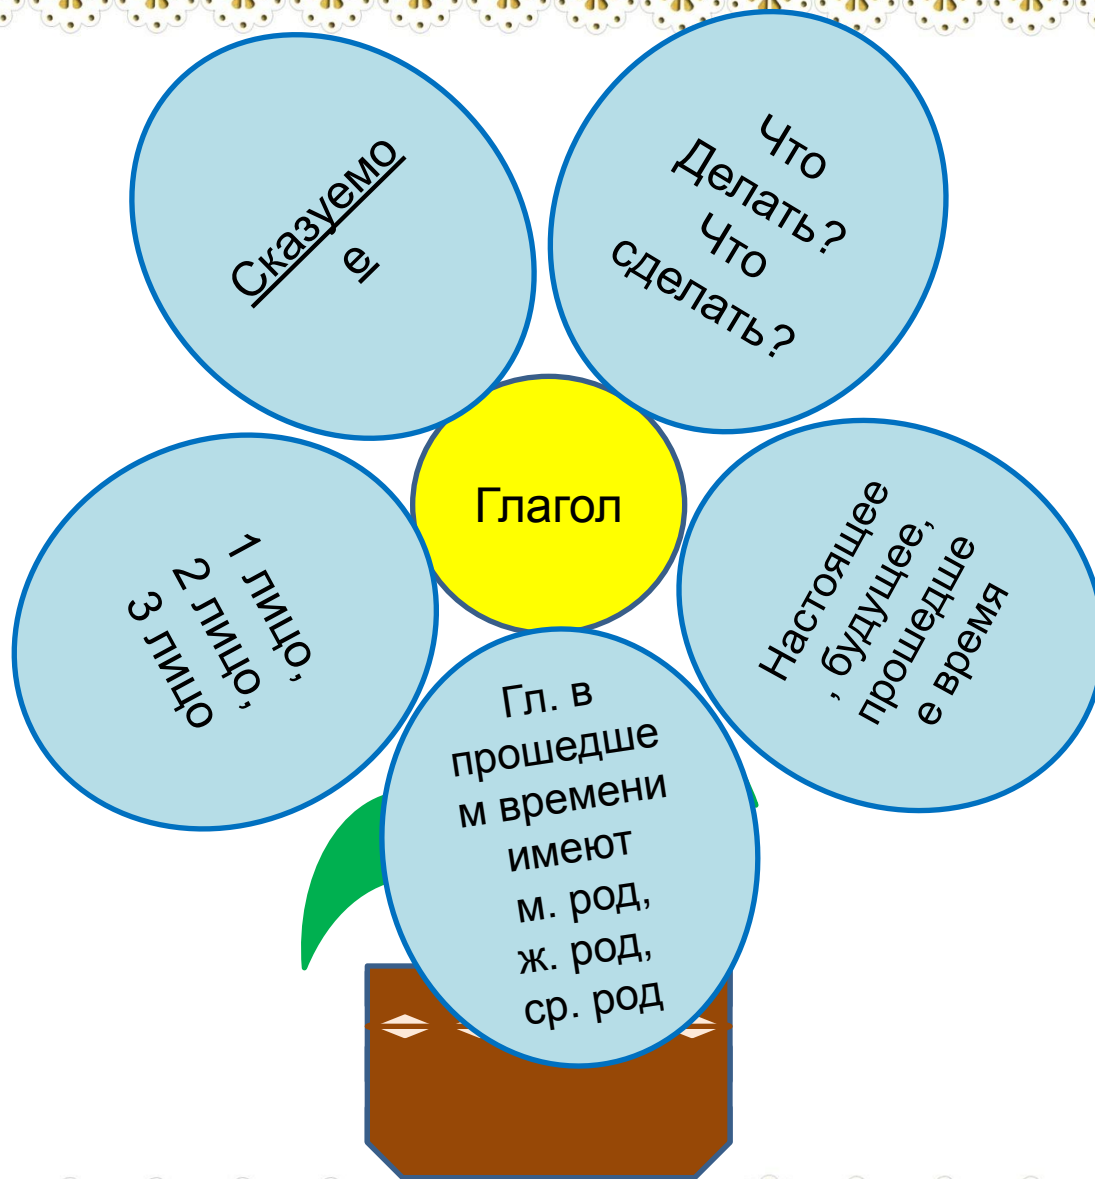 Сказуемо
е
Что
Делать?
Что
сделать?
Глагол
1 лицо,
2 лицо,
3 лицо
Настоящее
, будущее,
прошедше
е время
Гл. в
прошедше
м времени
имеют
м. род,
ж. род,
ср. род